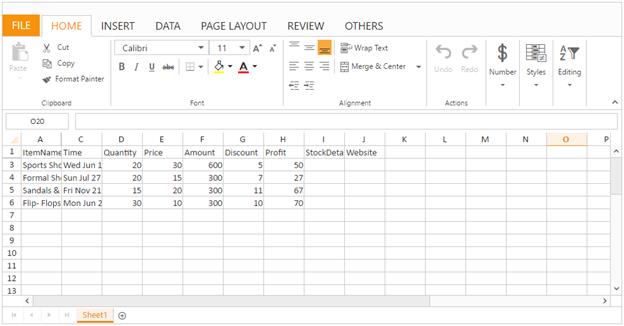 FILE HOME INSERT DATA PAGE LAYOUT REVIEW OTHERS
Paste
Cut
Copy
Format Painter
Clipboard
Calibri 11 A A
B I U abc A
Font
Wrap Text
Merge & Center
Alignment
Undo Redo
Actions
$ Number
Styles
A Z Editing
O20
A C D E F G H I J K L M N O P
1 ItemName Time Quantity Price Amount Discount Profit StockDeta Website
3 Sports Sho Wed Jun 1 20 30 600 5 50
4 Formal Sho Sun Jul 27 20 15 300 7 27
5 Sandals & Fri Nov 21 15 20 300 11 67
6 Flip- Flops Mon Jun 2 30 10 300 10 70
7
8
9
10
11
12
13
Sheet1